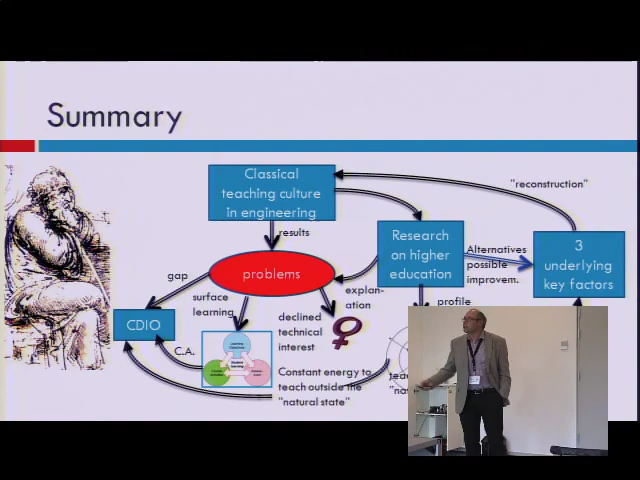 Summary
Classical
teaching culture
in engineering
"reconstruction"
results
Research
on higher
education
Alternatives
possible
improvem.
3
underlying
key factors
problems
gap
surface
learning
explan-
ation
profile
declined
technical
interest
CDIO
C.A.
Constant energy to
teach outside the
"natural state"